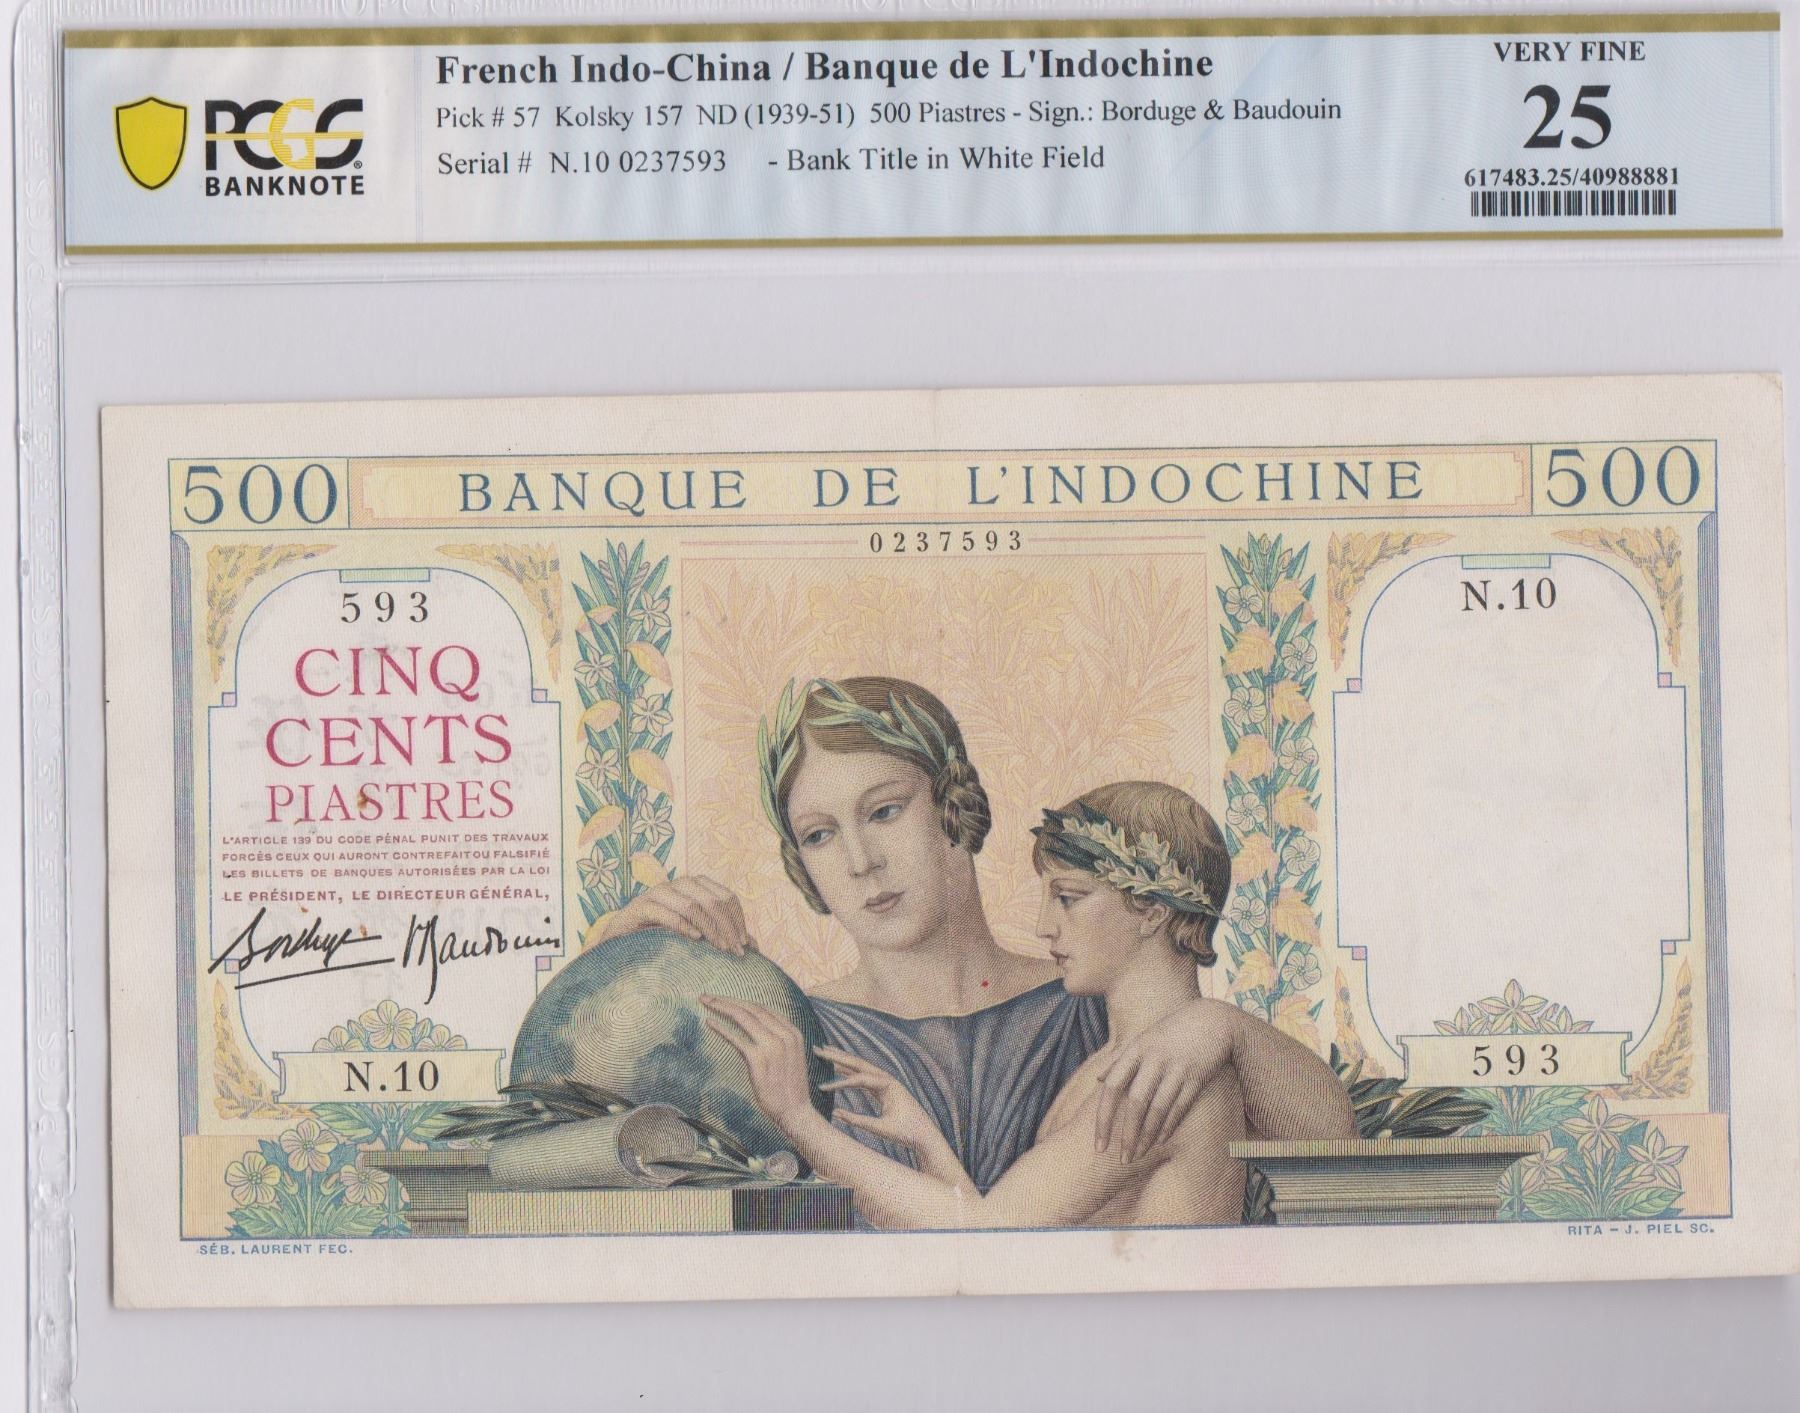 French Indo-China / Banque de L'Indochine
Pick # 57 Kolsky 157 ND (1939-51) 500 Piastres - Sign.: Borduge & Baudouin
Serial # N.10 0237593 - Bank Title in White Field
VERY FINE
25
617483.25/40988881
PCGS
BANKNOTE
500 BANQUE DE L'INDOCHINE 500
0237593
593
N.10
CINQ
CENTS
PIASTRES
L'ARTICLE 139 DU CODE PÉNAL PUNIT DES TRAVAUX
FORCÉS CEUX QUI AURONT CONTREFAIT OU FALSIFIÉ
LES BILLETS DE BANQUES AUTORISÉES PAR LA LOI
LE PRÉSIDENT, LE DIRECTEUR GÉNÉRAL,
Borduge Baudouin
N.10
593
SÉB. LAURENT FEC.
RITA – J. PIEL SC.